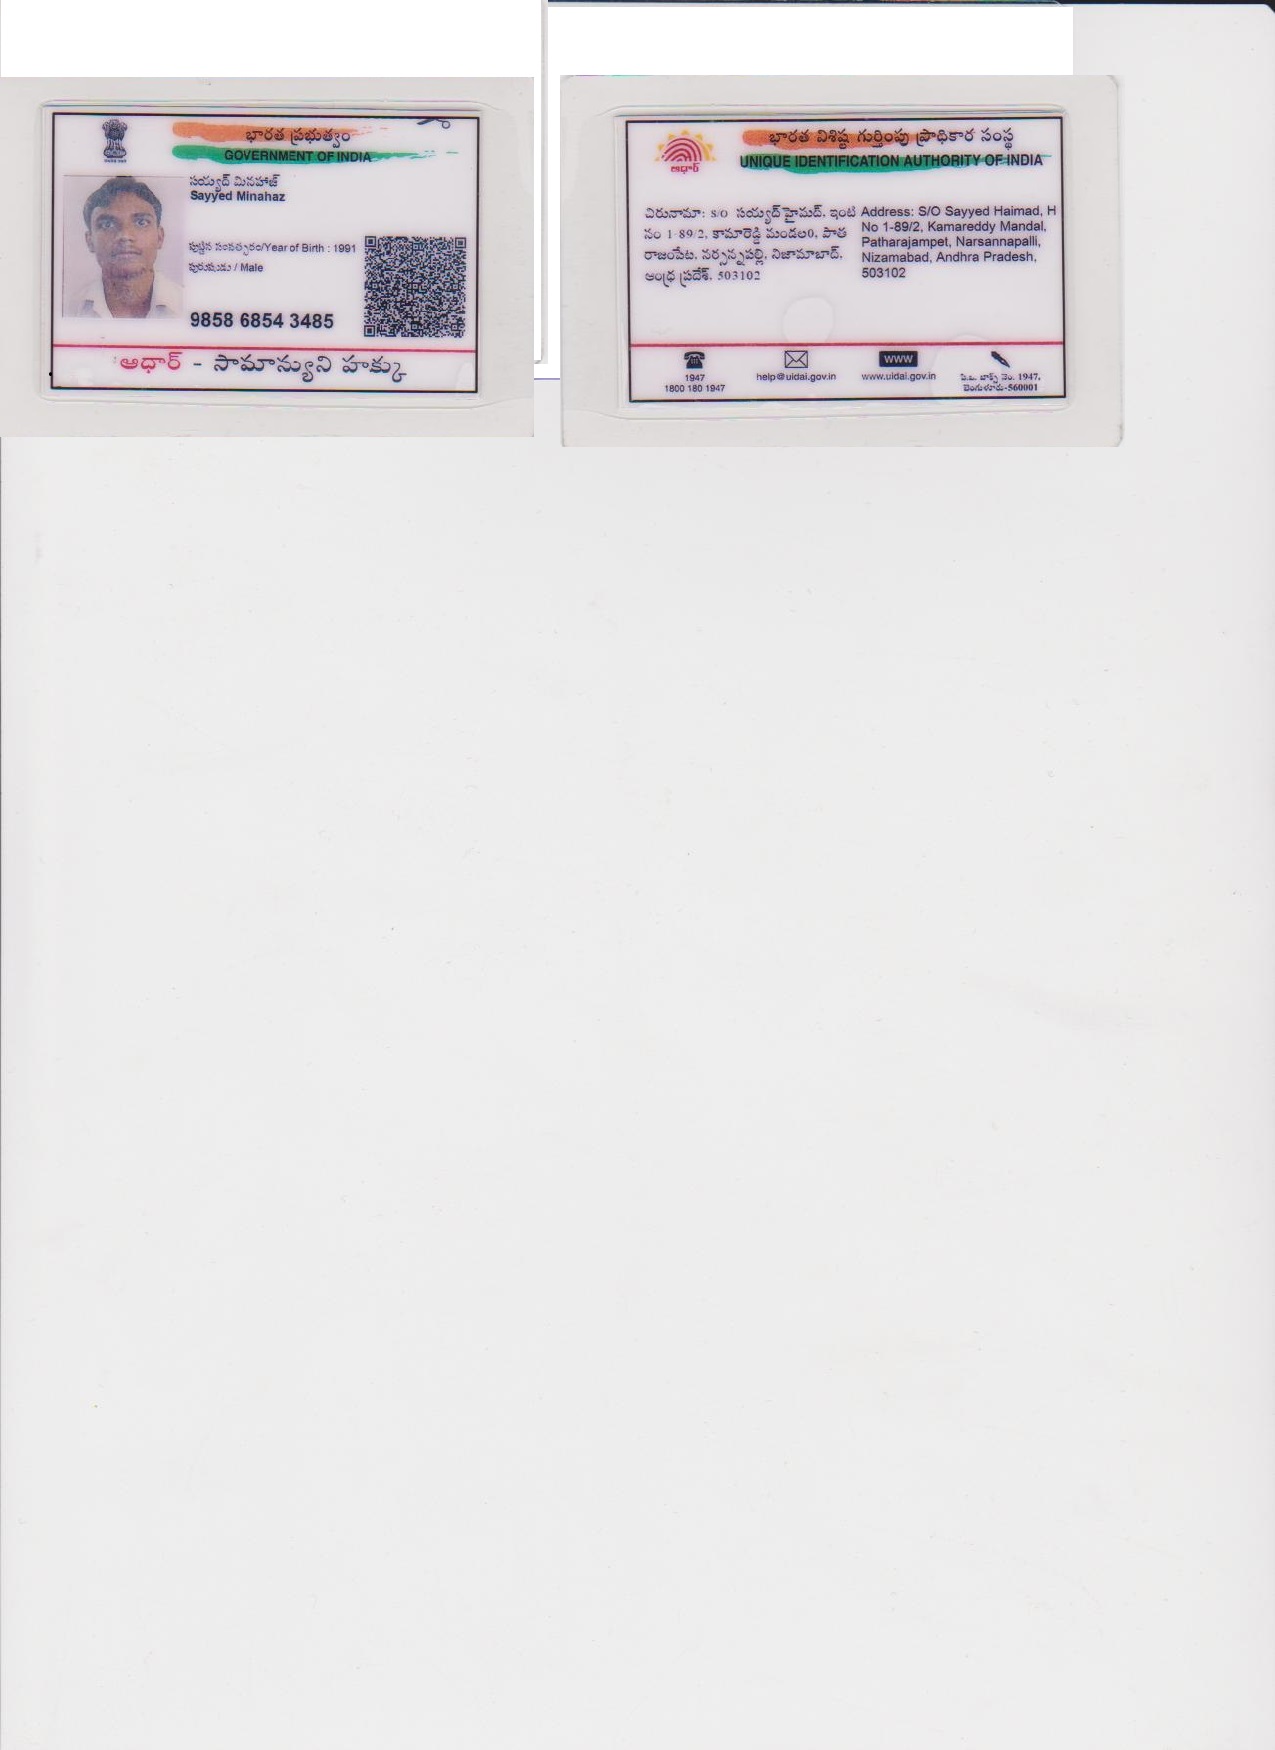 భారత ప్రభుత్వం
GOVERNMENT OF INDIA
సయ్యద్ మినహాజ్
Sayyed Minahaz
పుట్టిన సంవత్సరం/Year of Birth : 1991
పురుషుడు / Male
9858 6854 3485
ఆధార్ - సామాన్యుని హక్కు
భారత విశిష్ట గుర్తింపు ప్రాధికార సంస్థ
UNIQUE IDENTIFICATION AUTHORITY OF INDIA
ఆధార్
చిరునామా: S/O సయ్యద్ హైమద్, ఇంటి
నం 1-89/2, కామారెడ్డి మండల0, పాత
రాజంపేట, నర్సన్నపల్లి, నిజామాబాద్,
ఆంధ్ర ప్రదేశ్, 503102
Address: S/O Sayyed Haimad, H
No 1-89/2, Kamareddy Mandal,
Patharajampet, Narsannapalli,
Nizamabad, Andhra Pradesh,
503102
1947
1800 180 1947
help@uidai.gov.in
WWW
www.uidai.gov.in
పి.ఒ. బాక్స్ నెం. 1947,
బెంగుళూరు-560001